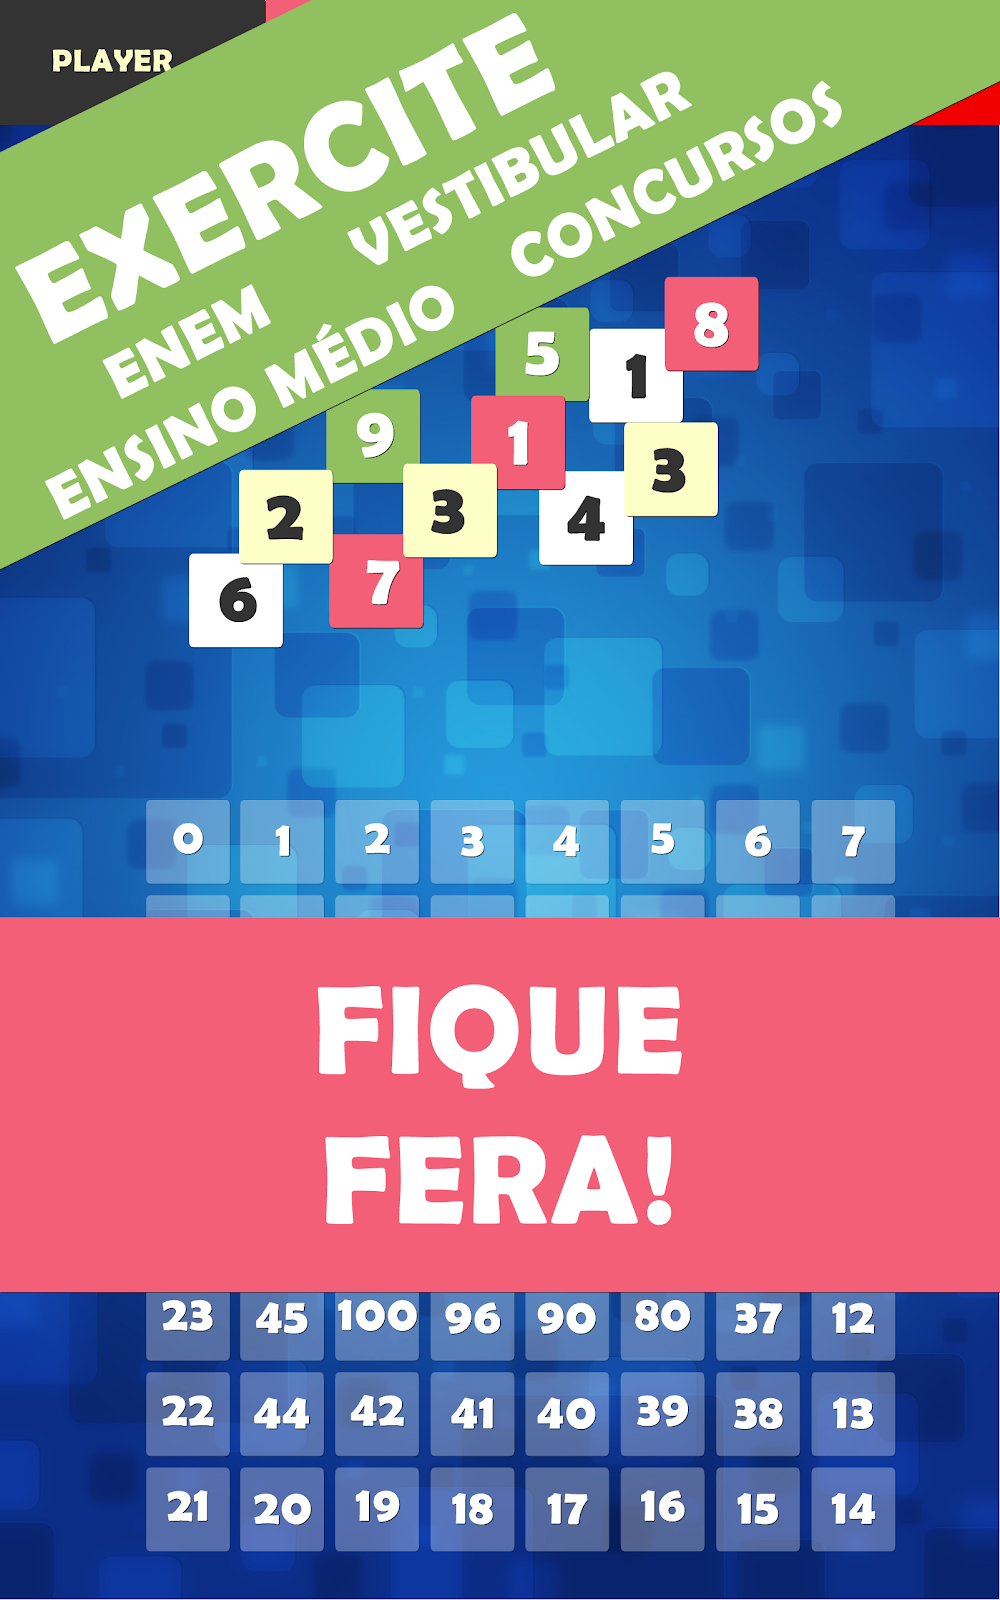 PLAYER
EXERCITE
ENEM VESTIBULAR
ENSINO MÉDIO CONCURSOS
8
5 1
9 1 3
2 3 4
6 7
0 1 2 3 4 5 6 7
FIQUE
FERA!
23 45 100 96 90 80 37 12
22 44 42 41 40 39 38 13
21 20 19 18 17 16 15 14